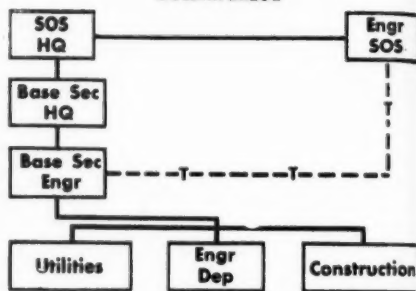 SOS
HQ
Engr
SOS
Base Sec
HQ
T
Base Sec
Engr
T
T
Utilities
Engr
Dep
Construction